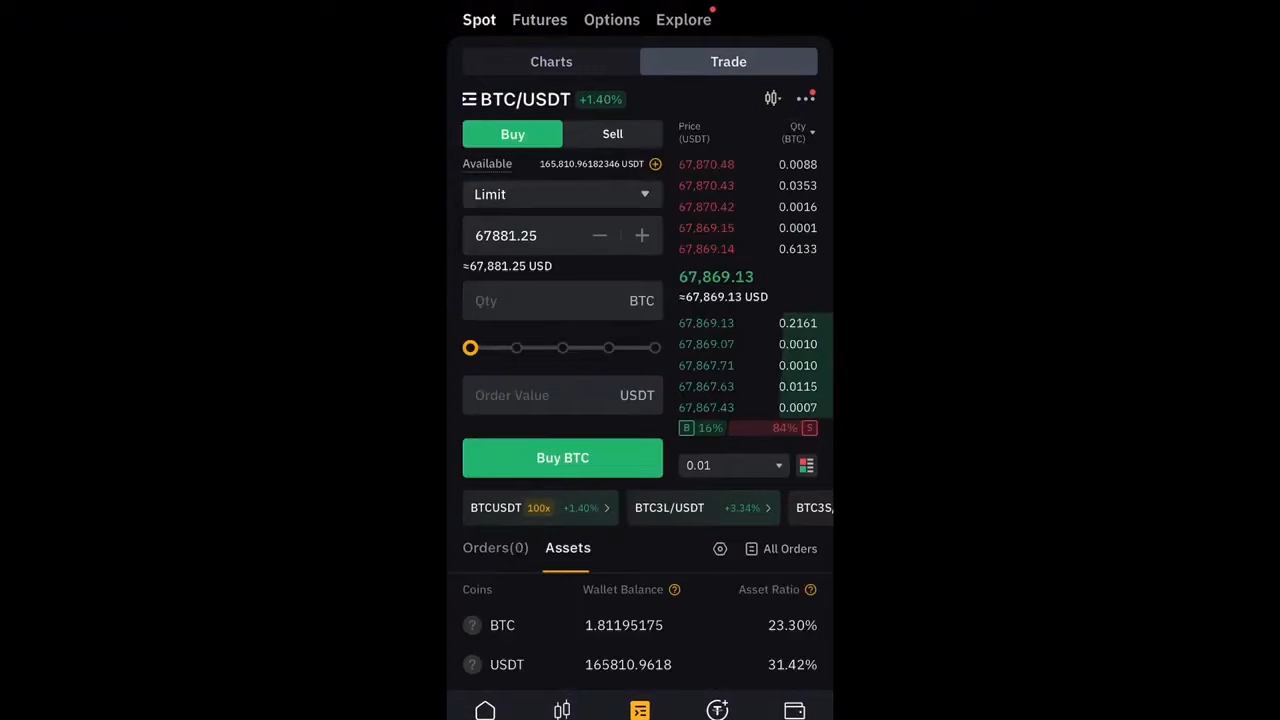 Spot Futures Options Explore
Charts Trade
BTC/USDT +1.40%
Buy Sell
Available 165,810.96182346 USDT
Limit
67881.25
≈67,881.25 USD
Qty BTC
Order Value USDT
Buy BTC
Price Qty
(USDT) (BTC)
67,870.48 0.0088
67,870.43 0.0353
67,870.42 0.0016
67,869.15 0.0001
67,869.14 0.6133
67,869.13
≈67,869.13 USD
67,869.13 0.2161
67,869.07 0.0010
67,867.71 0.0010
67,867.63 0.0115
67,867.43 0.0007
B 16% 84% S
0.01
BTCUSDT 100x +1.40% BTC3L/USDT +3.34% BTC3S/
Orders(0) Assets All Orders
Coins Wallet Balance ? Asset Ratio ?
? BTC 1.81195175 23.30%
? USDT 165810.9618 31.42%